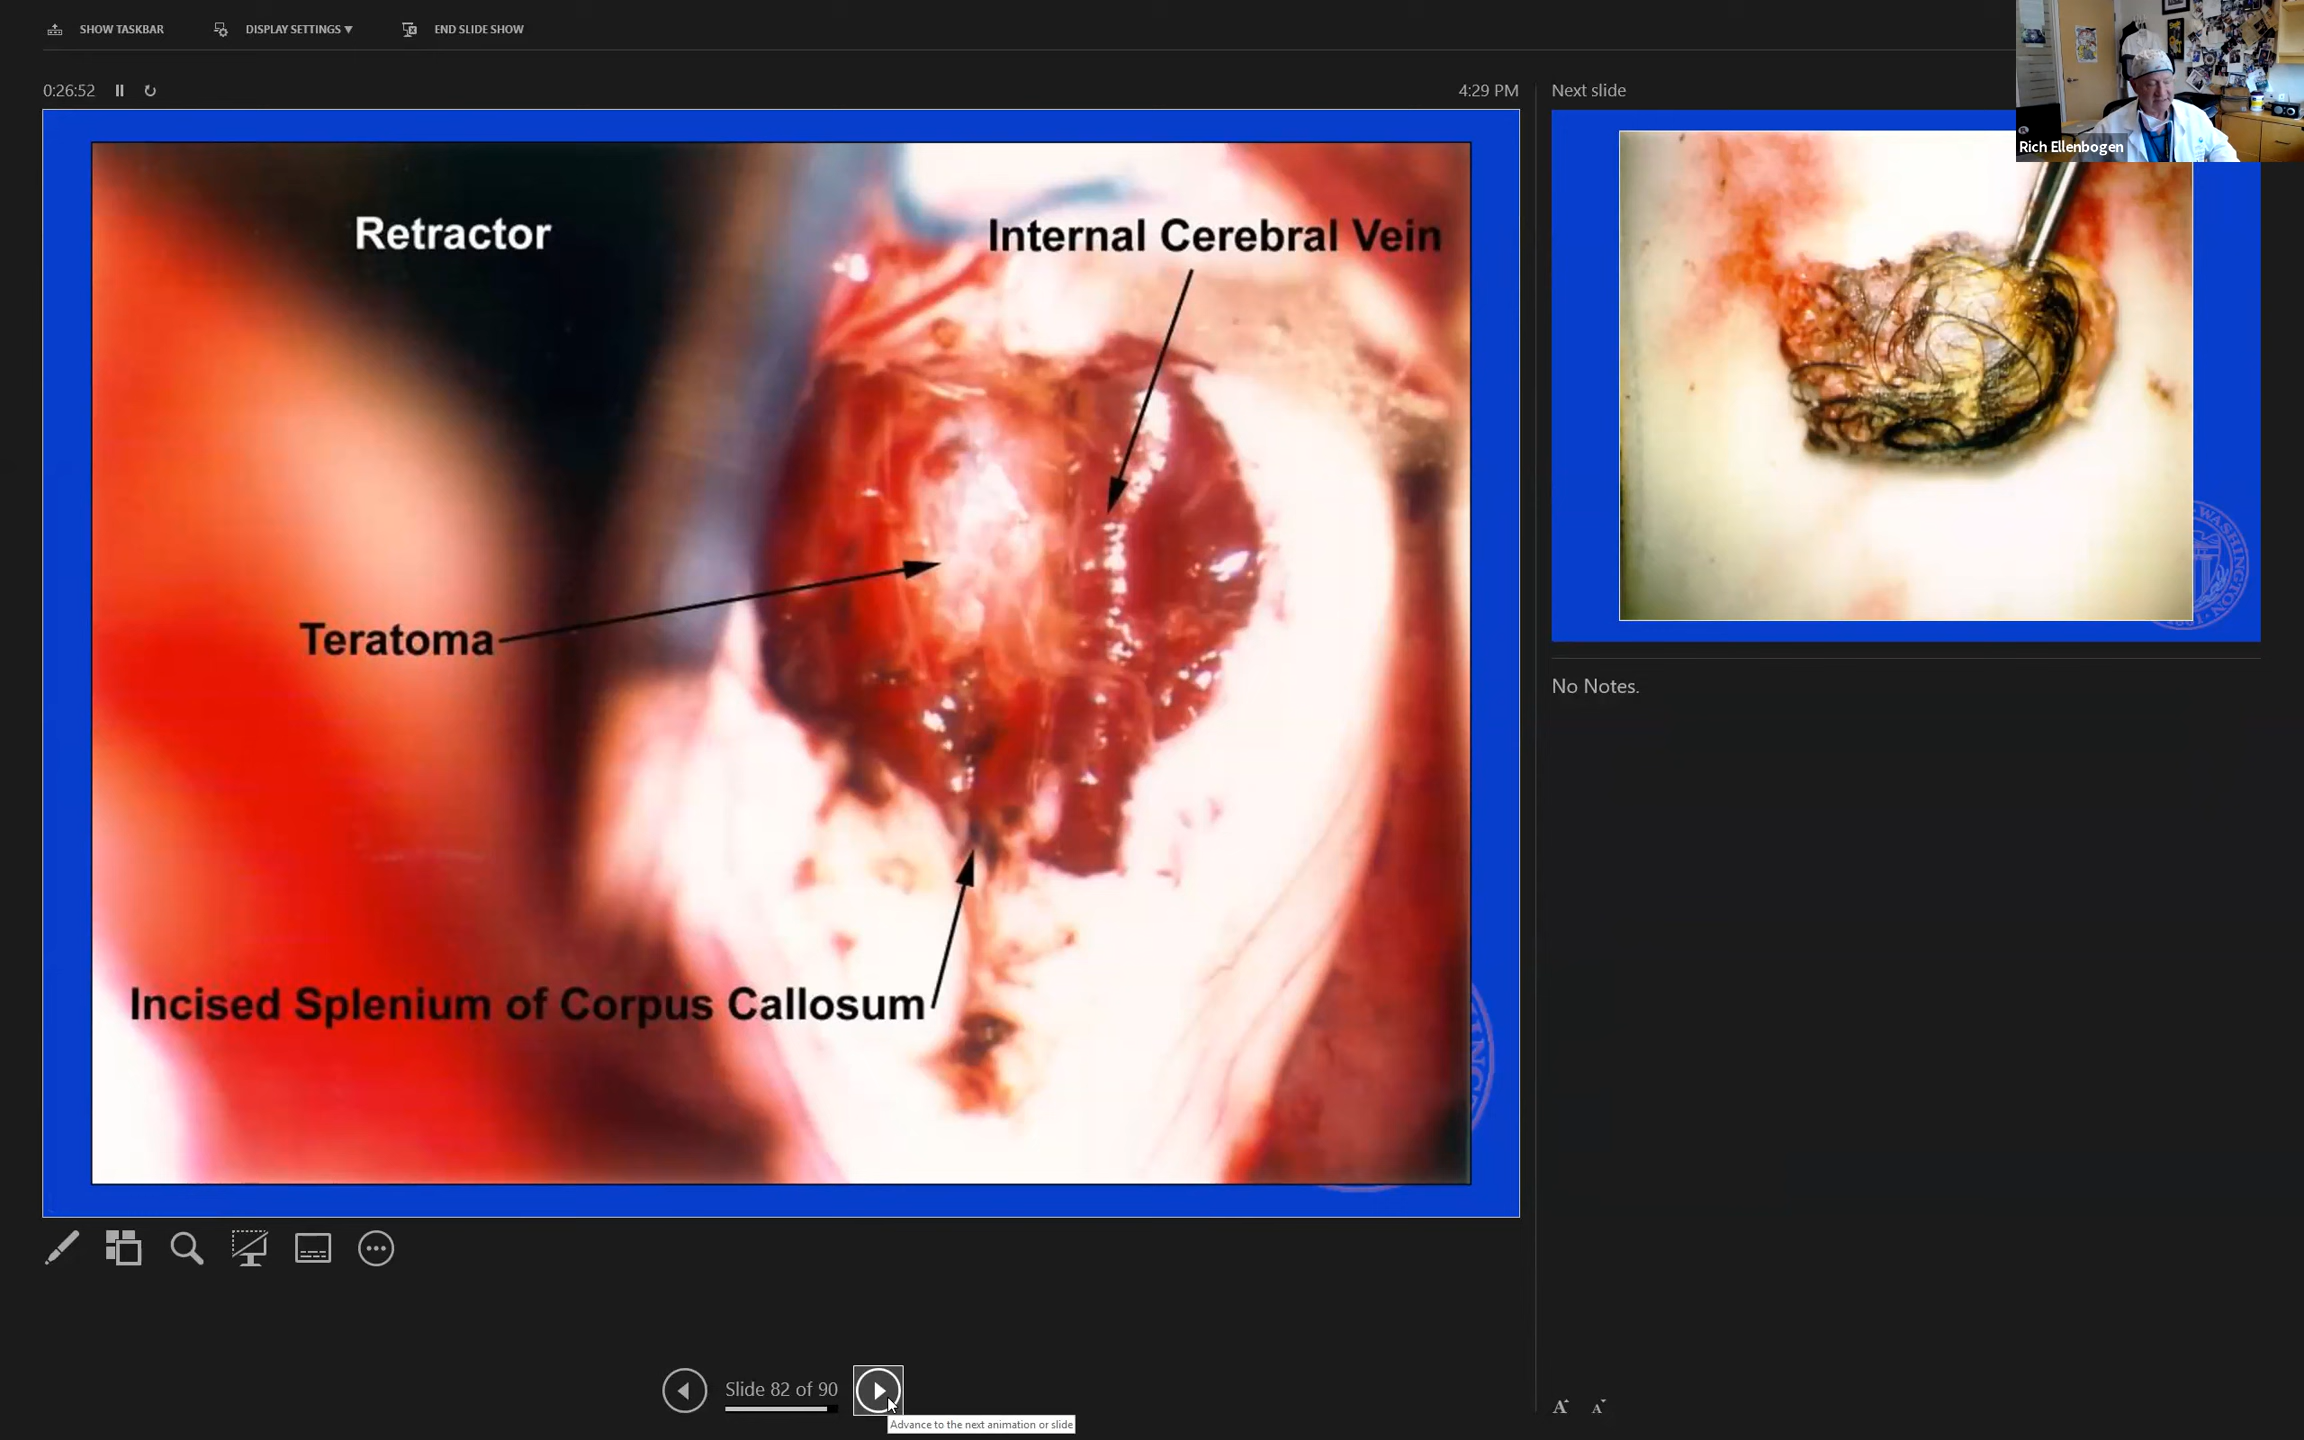 SHOW TASKBAR
DISPLAY SETTINGS ▼
END SLIDE SHOW
0:26:52
4:29 PM
Next slide
Rich Ellenbogen
Retractor
Internal Cerebral Vein
Teratoma
Incised Splenium of Corpus Callosum
WASHINGTON
No Notes.
Slide 82 of 90
Advance to the next animation or slide
A
A